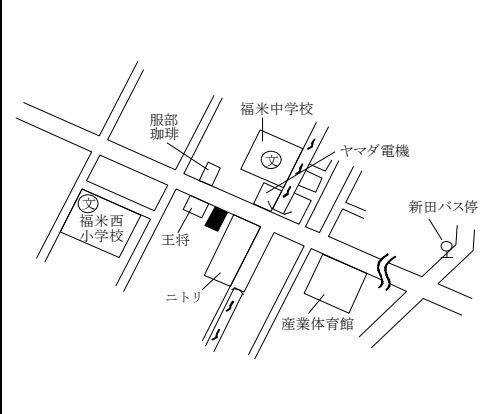 福米中学校
服部
珈琲
文
ヤマダ電機
文
福米西
小学校
王将
新田バス停
ニトリ
産業体育館